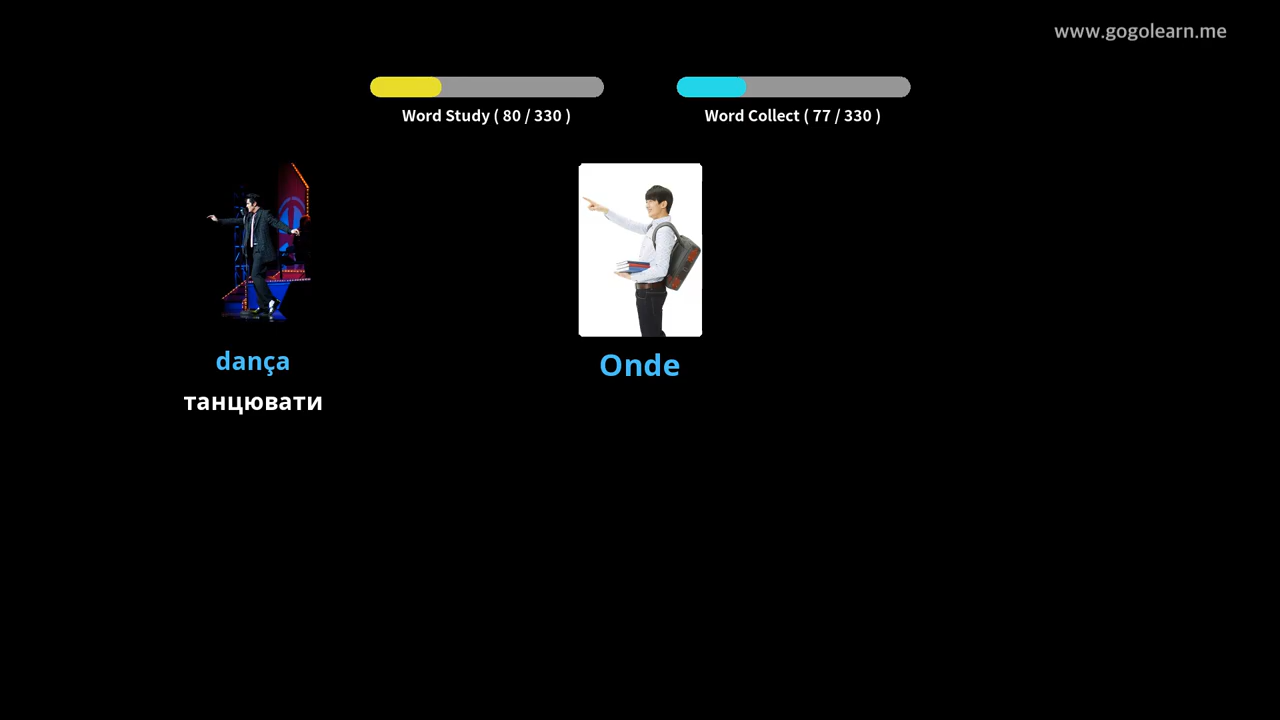 www.gogolearn.me
Word Study ( 80 / 330 )
Word Collect ( 77 / 330 )
dança
танцювати
Onde